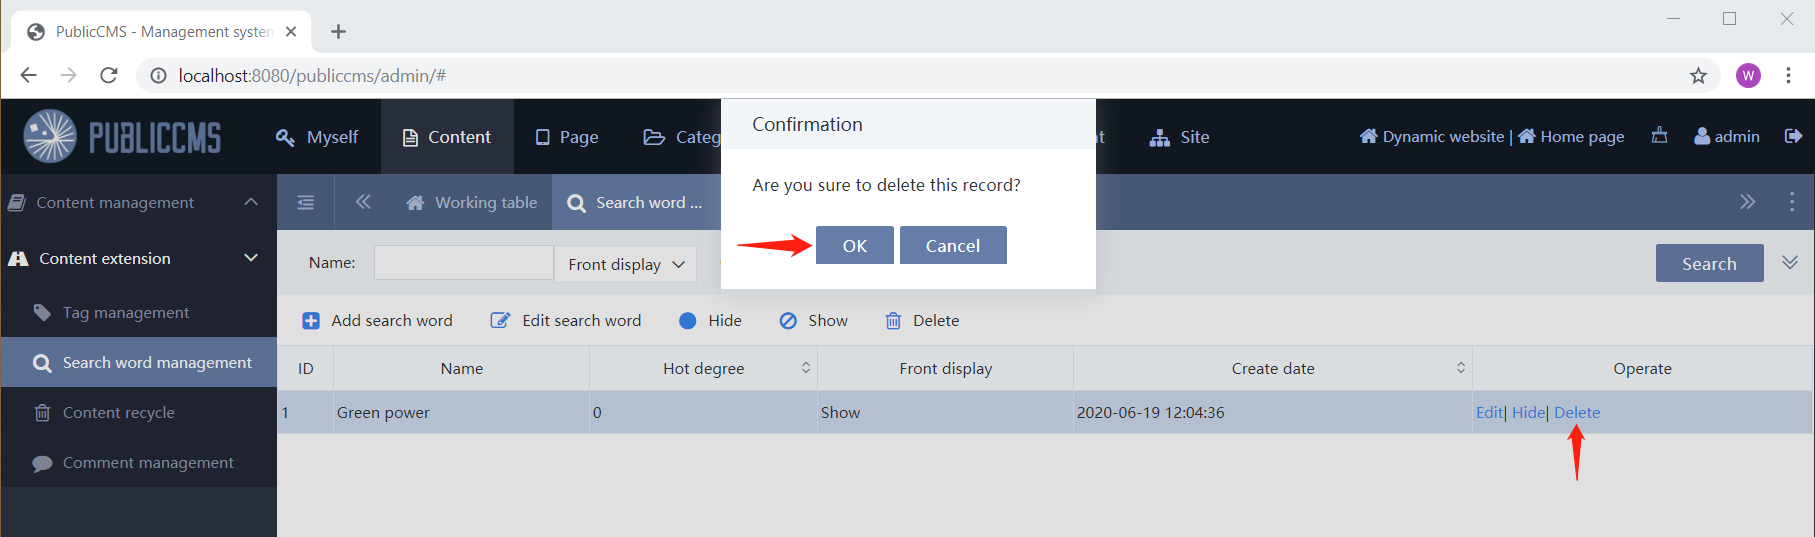 PublicCMS - Management system
localhost:8080/publiccms/admin/#
W
PUBLICCMS
Myself
Content
Page
Categ
t
Site
Dynamic website | Home page
admin
Confirmation
Are you sure to delete this record?
OK
Cancel
Content management
Working table
Search word ...
Content extension
Name:
Front display
Search
Tag management
Add search word
Edit search word
Hide
Show
Delete
Search word management
ID
Name
Hot degree
Front display
Create date
Operate
1
Green power
0
Show
2020-06-19 12:04:36
Edit| Hide| Delete
Content recycle
Comment management